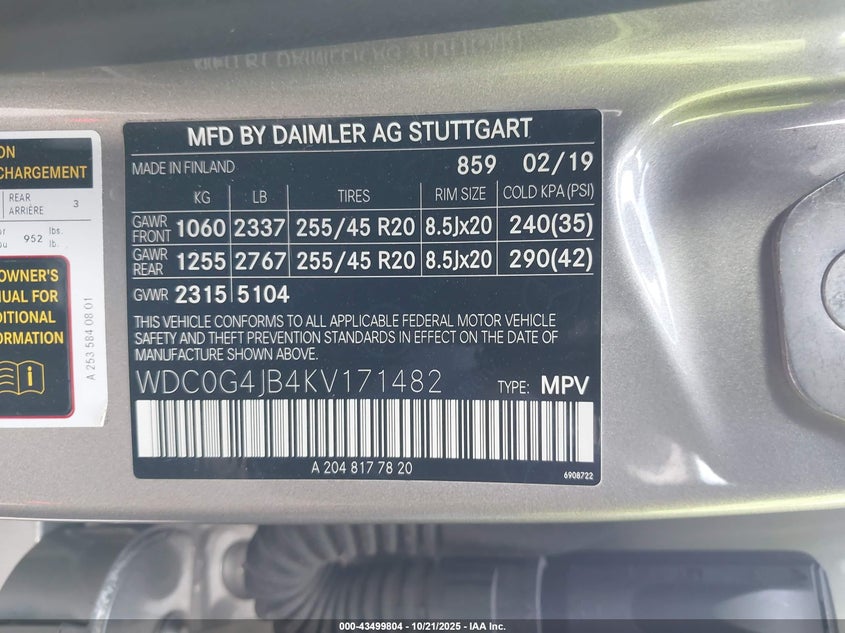 MFD BY DAIMLER AG STUTTGART
MADE IN FINLAND 859 02/19
KG LB TIRES RIM SIZE COLD KPA(PSI)
GAWR FRONT 1060 2337 255/45 R20 8.5Jx20 240(35)
GAWR REAR 1255 2767 255/45 R20 8.5Jx20 290(42)
GVWR 2315 5104
THIS VEHICLE CONFORMS TO ALL APPLICABLE FEDERAL MOTOR VEHICLE
SAFETY AND THEFT PREVENTION STANDARDS IN EFFECT ON THE DATE OF
MANUFACTURE SHOWN ABOVE.
WDC0G4JB4KV171482 TYPE: MPV
A 204 817 78 20
6908722
ON
CHARGEMENT
REAR
ARRIÈRE 3
or
ou 952 lbs.
lb.
OWNER'S
NUAL FOR
DITIONAL
ORMATION
A 253 584 08 01
000-43499804 - 10/21/2025 - IAA Inc.